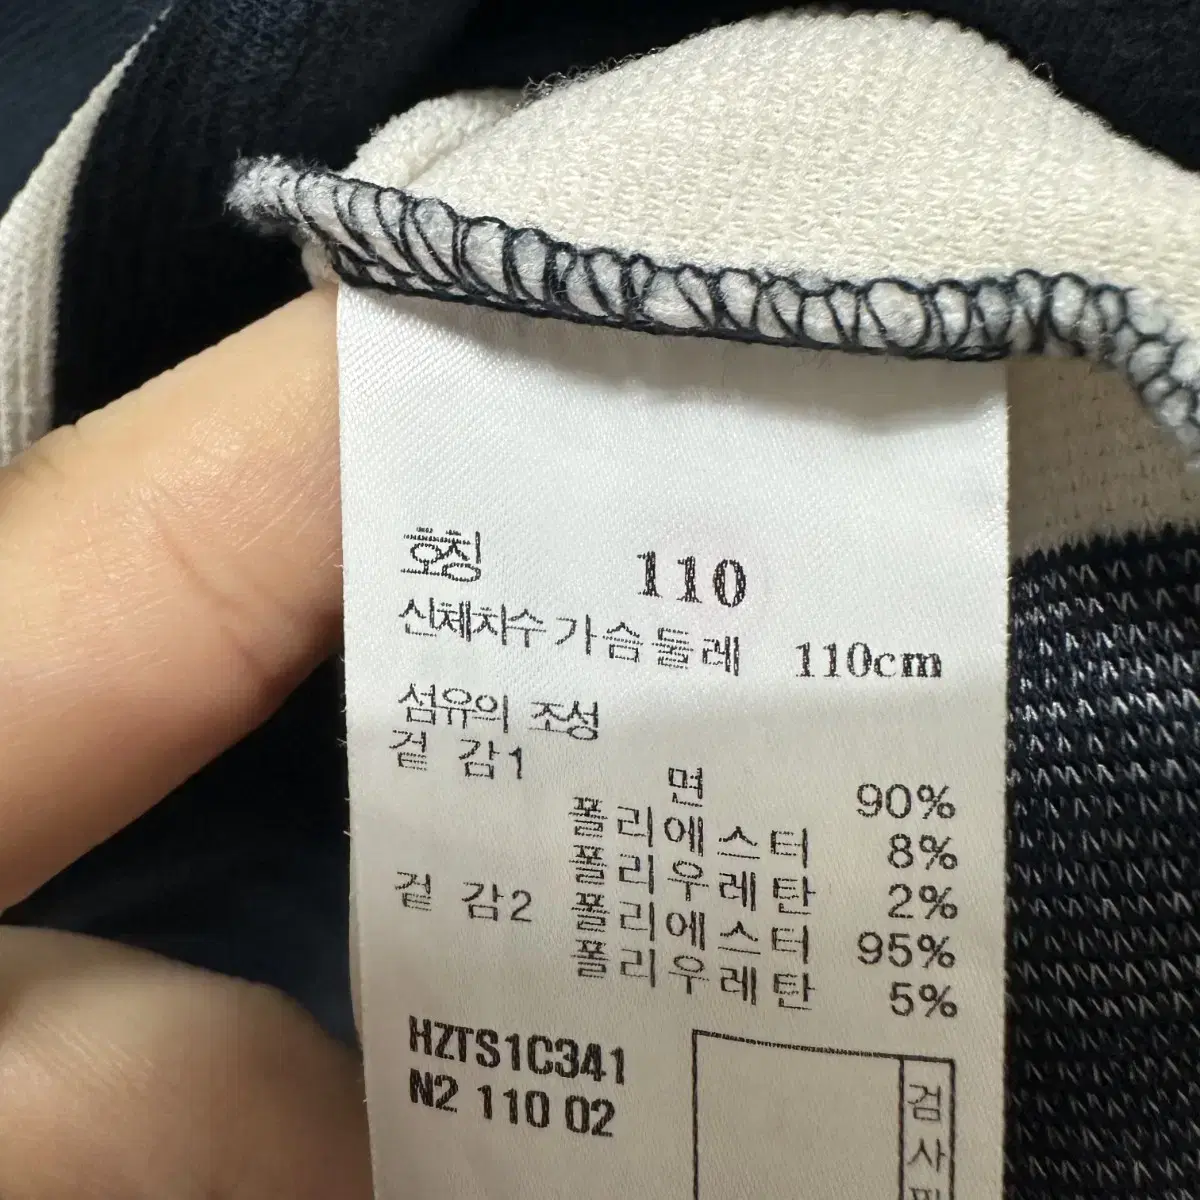 호칭 110
신체치수 가슴둘레 110cm
섬유의 조성
겉 감1
면 90%
폴리에스터 8%
폴리우레탄 2%
겉 감2 폴리에스터 95%
폴리우레탄 5%
HZTS1C341
N2 110 02
검
사